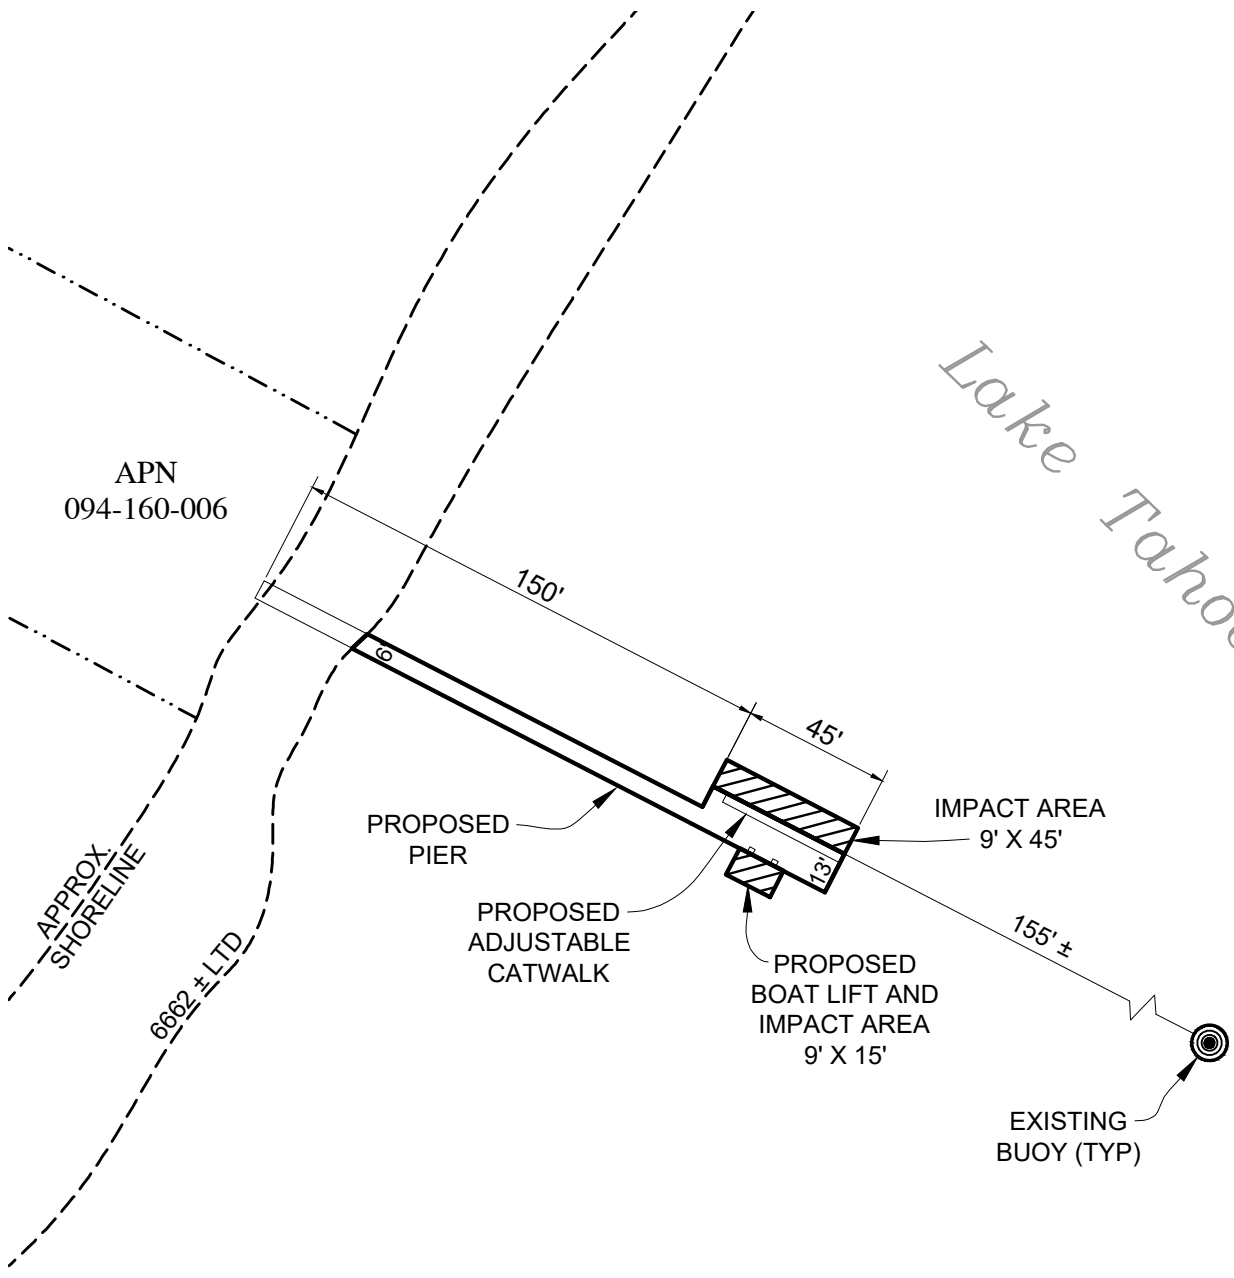 Lake Tahoe
APN
094-160-006
150'
6'
45'
IMPACT AREA
9' X 45'
PROPOSED
PIER
13'
APPROX.
SHORELINE
PROPOSED
ADJUSTABLE
CATWALK
155' ±
6662 ± LTD
PROPOSED
BOAT LIFT AND
IMPACT AREA
9' X 15'
EXISTING
BUOY (TYP)